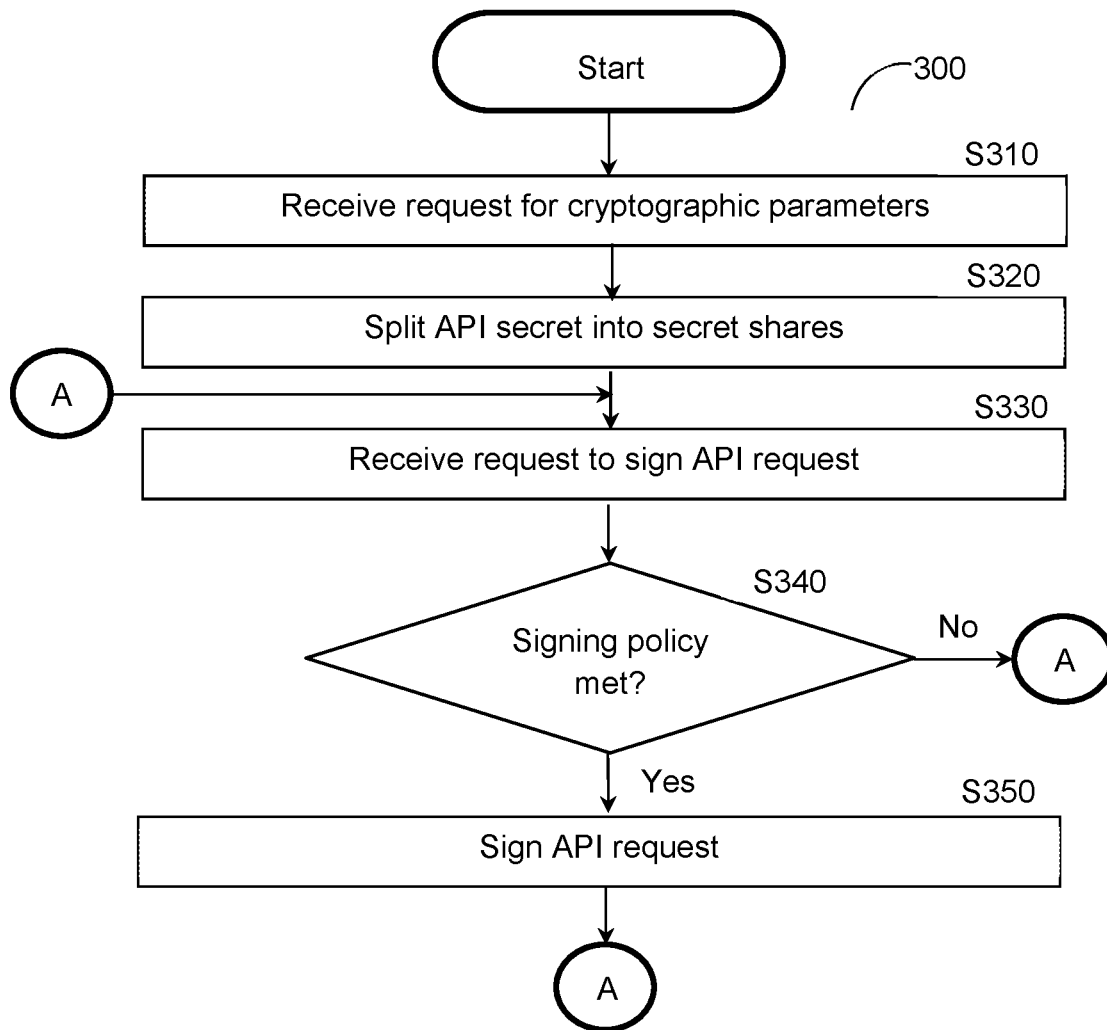 Start
300
S310
Receive request for cryptographic parameters
S320
Split API secret into secret shares
A
S330
Receive request to sign API request
S340
Signing policy
met?
No
A
Yes
S350
Sign API request
A